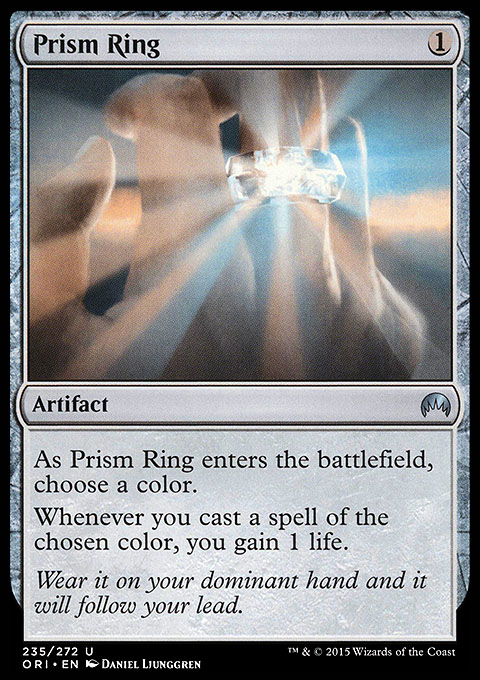 Prism Ring 1
Artifact
As Prism Ring enters the battlefield,
choose a color.
Whenever you cast a spell of the
chosen color, you gain 1 life.
Wear it on your dominant hand and it
will follow your lead.
235/272 U
ORI • EN Daniel Ljunggren
™ & © 2015 Wizards of the Coast